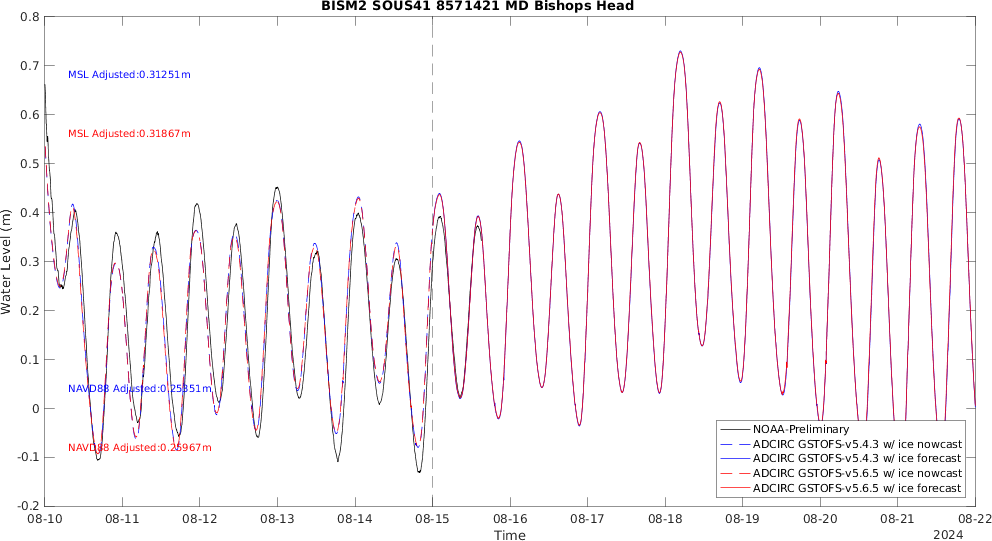 BISM2 SOUS41 8571421 MD Bishops Head
0.8
0.7
0.6
0.5
0.4
0.3
0.2
0.1
0
-0.1
-0.2
Water Level (m)
MSL Adjusted:0.31251m
MSL Adjusted:0.31867m
NAVD88 Adjusted:0.25351m
NAVD88 Adjusted:0.25967m
NOAA-Preliminary
ADCIRC GSTOFS-v5.4.3 w/ ice nowcast
ADCIRC GSTOFS-v5.4.3 w/ ice forecast
ADCIRC GSTOFS-v5.6.5 w/ ice nowcast
ADCIRC GSTOFS-v5.6.5 w/ ice forecast
08-10 08-11 08-12 08-13 08-14 08-15 08-16 08-17 08-18 08-19 08-20 08-21 08-22
Time
2024